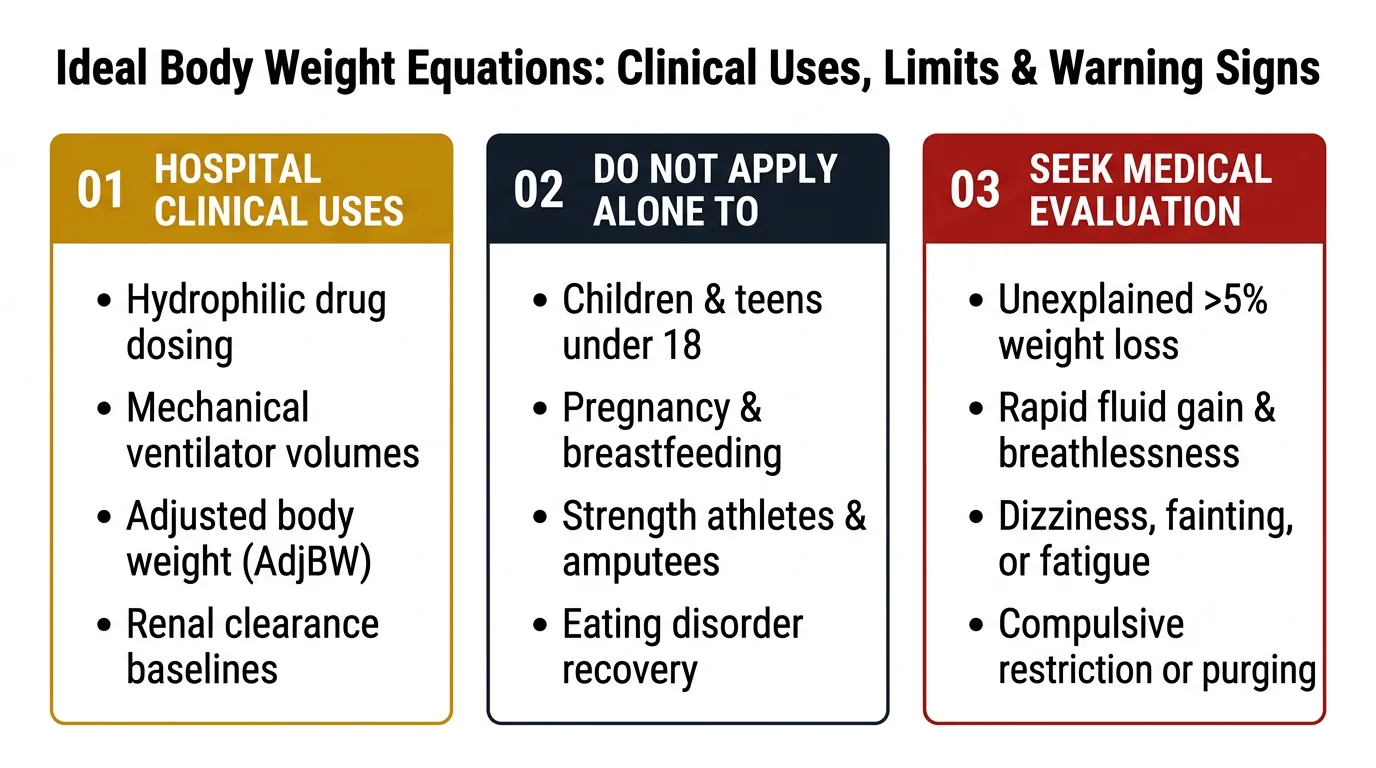 Ideal Body Weight Equations: Clinical Uses, Limits & Warning Signs
01
HOSPITAL
CLINICAL USES
• Hydrophilic drug
dosing
• Mechanical
ventilator volumes
• Adjusted body
weight (AdjBW)
• Renal clearance
baselines
02
DO NOT APPLY
ALONE TO
• Children & teens
under 18
• Pregnancy &
breastfeeding
• Strength athletes &
amputees
• Eating disorder
recovery
03
SEEK MEDICAL
EVALUATION
• Unexplained >5%
weight loss
• Rapid fluid gain &
breathlessness
• Dizziness, fainting,
or fatigue
• Compulsive
restriction or purging